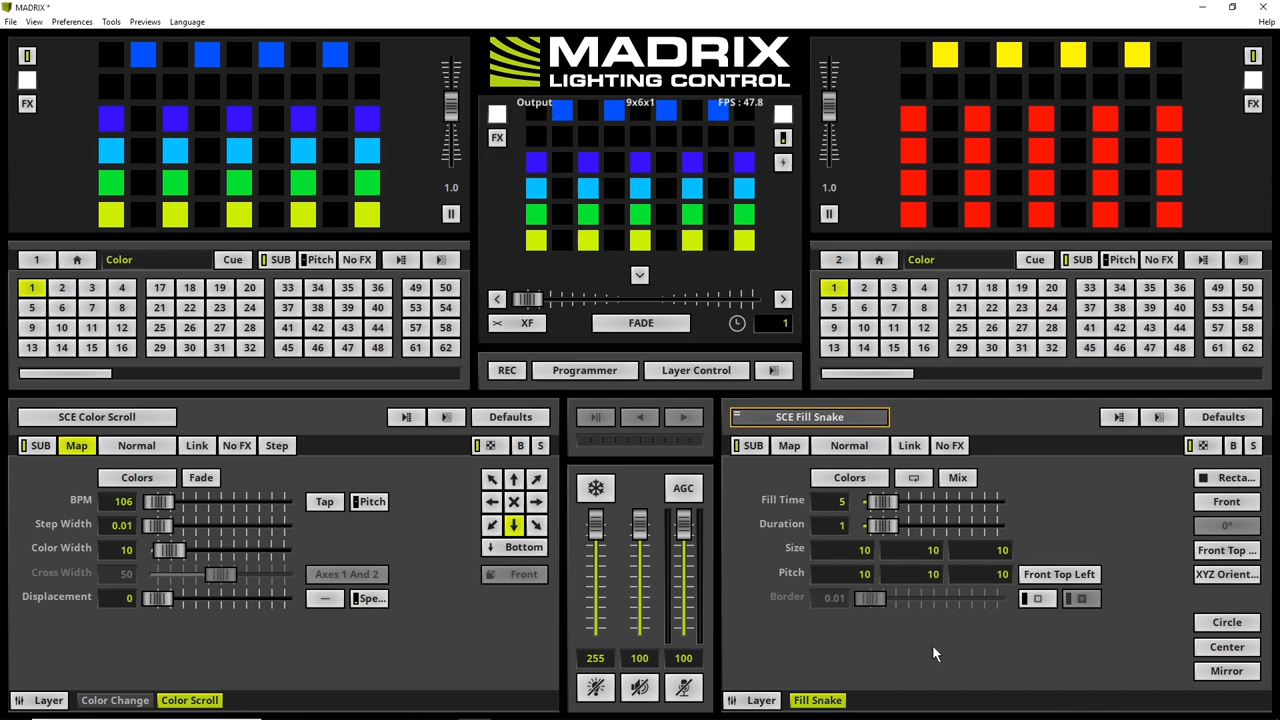 MADRIX *
File View Preferences Tools Previews Language Help
MADRIX
LIGHTING CONTROL
FX
1.0
Output 9x6x1 FPS : 47.8
FX
FX
1.0
1 Color Cue SUB Pitch No FX
1 2 3 4 17 18 19 20 33 34 35 36 49 50
5 6 7 8 21 22 23 24 37 38 39 40 53 54
9 10 11 12 25 26 27 28 41 42 43 44 57 58
13 14 15 16 29 30 31 32 45 46 47 48 61 62
XF FADE 1
REC Programmer Layer Control
2 Color Cue SUB Pitch No FX
1 2 3 4 17 18 19 20 33 34 35 36 49 50
5 6 7 8 21 22 23 24 37 38 39 40 53 54
9 10 11 12 25 26 27 28 41 42 43 44 57 58
13 14 15 16 29 30 31 32 45 46 47 48 61 62
SCE Color Scroll Defaults
SUB Map Normal Link No FX Step B S
Colors Fade
BPM 106 Tap Pitch
Step Width 0.01
Color Width 10 Bottom
Cross Width 50 Axes 1 And 2 Front
Displacement 0 — Spe...
Layer Color Change Color Scroll
AGC
255 100 100
SCE Fill Snake Defaults
SUB Map Normal Link No FX B S
Colors Mix Recta...
Fill Time 5 Front
Duration 1 0°
Size 10 10 10 Front Top ...
Pitch 10 10 10 Front Top Left XYZ Orient...
Border 0.01
Circle
Center
Mirror
Layer Fill Snake